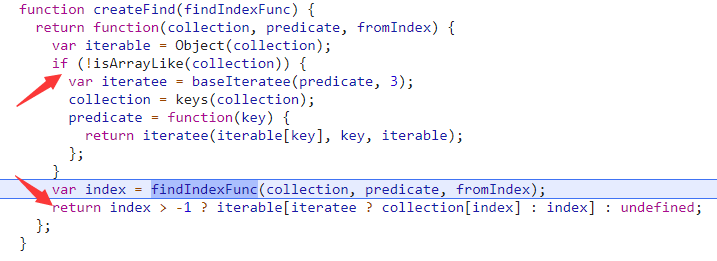 function createFind(findIndexFunc) {
  return function(collection, predicate, fromIndex) {
    var iterable = Object(collection);
    if (!isArrayLike(collection)) {
      var iteratee = baseIteratee(predicate, 3);
      collection = keys(collection);
      predicate = function(key) {
        return iteratee(iterable[key], key, iterable);
      };
    }
    var index = findIndexFunc(collection, predicate, fromIndex);
    return index > -1 ? iterable[iteratee ? collection[index] : index] : undefined;
  };
}